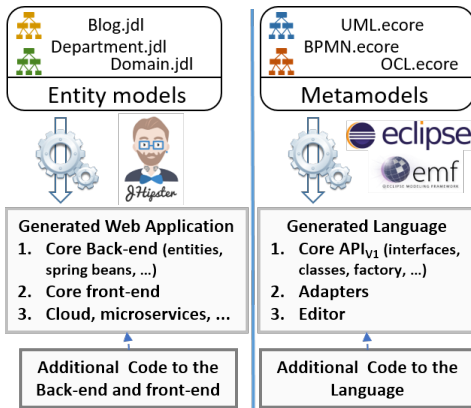 Blog.jdl
Department.jdl
Domain.jdl
Entity models
JHipster
Generated Web Application
1. Core Back-end (entities,
spring beans, ...)
2. Core front-end
3. Cloud, microservices, ...
Additional Code to the
Back-end and front-end
UML.ecore
BPMN.ecore
OCL.ecore
Metamodels
eclipse
emf
ECLIPSE MODELING FRAMEWORK
Generated Language
1. Core APIV1 (interfaces,
classes, factory, ...)
2. Adapters
3. Editor
Additional Code to the
Language